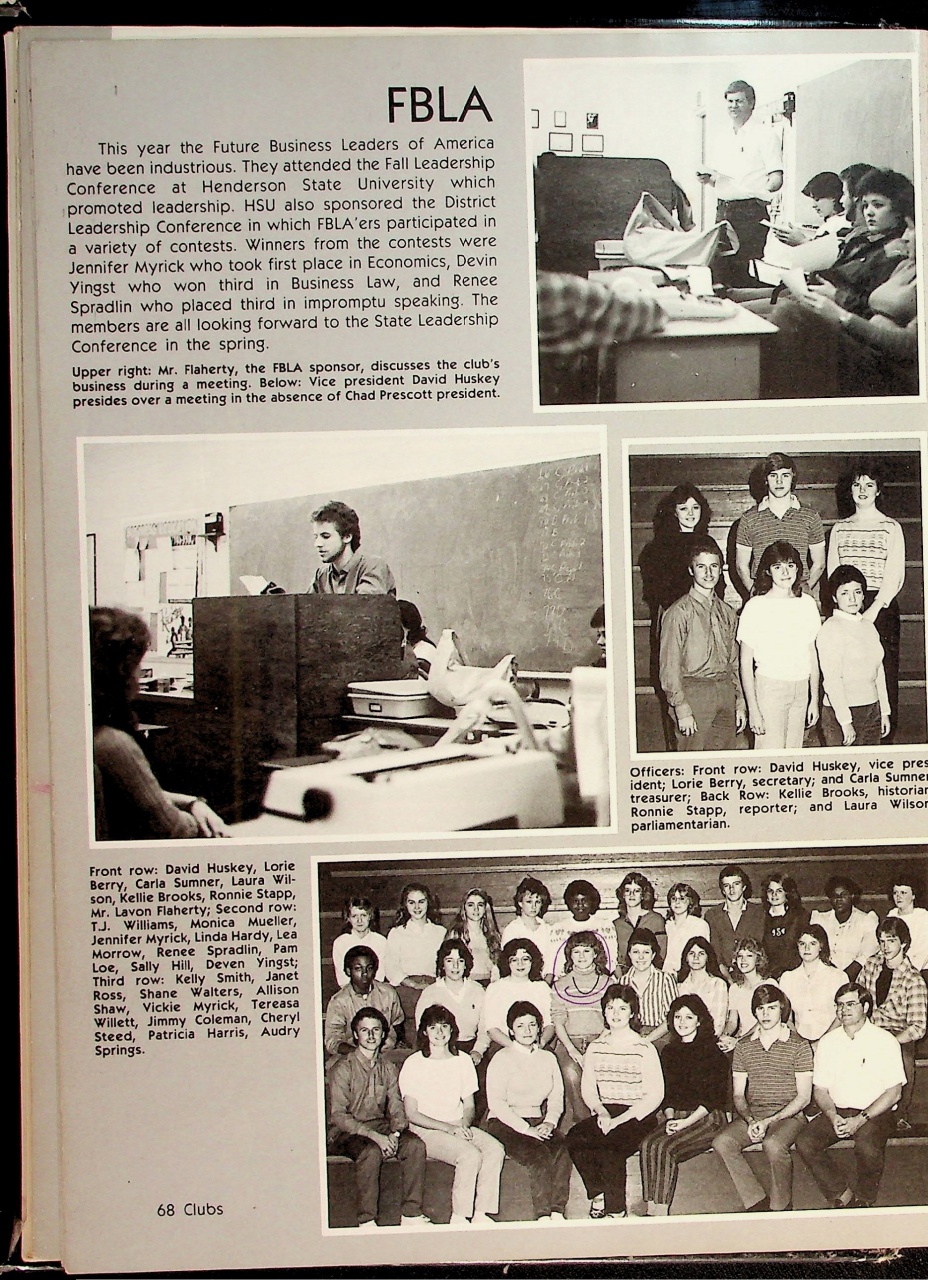 FBLA
This year the Future Business Leaders of America
have been industrious. They attended the Fall Leadership
Conference at Henderson State University which
promoted leadership. HSU also sponsored the District
Leadership Conference in which FBLA'ers participated in
a variety of contests. Winners from the contests were
Jennifer Myrick who took first place in Economics, Devin
Yingst who won third in Business Law, and Renee
Spradlin who placed third in impromptu speaking. The
members are all looking forward to the State Leadership
Conference in the spring.
Upper right: Mr. Flaherty, the FBLA sponsor, discusses the club's
business during a meeting. Below: Vice president David Huskey
presides over a meeting in the absence of Chad Prescott president.
Officers: Front row: David Huskey, vice pres
ident; Lorie Berry, secretary; and Carla Sumner
treasurer; Back Row: Kellie Brooks, historian
Ronnie Stapp, reporter; and Laura Wilson
parliamentarian.
Front row: David Huskey, Lorie
Berry, Carla Sumner, Laura Wil-
son, Kellie Brooks, Ronnie Stapp,
Mr. Lavon Flaherty; Second row:
T.J. Williams, Monica Mueller,
Jennifer Myrick, Linda Hardy, Lea
Morrow, Renee Spradlin, Pam
Loe, Sally Hill, Deven Yingst;
Third row: Kelly Smith, Janet
Ross, Shane Walters, Allison
Shaw, Vickie Myrick, Tereasa
Willett, Jimmy Coleman, Cheryl
Steed, Patricia Harris, Audry
Springs.
68 Clubs